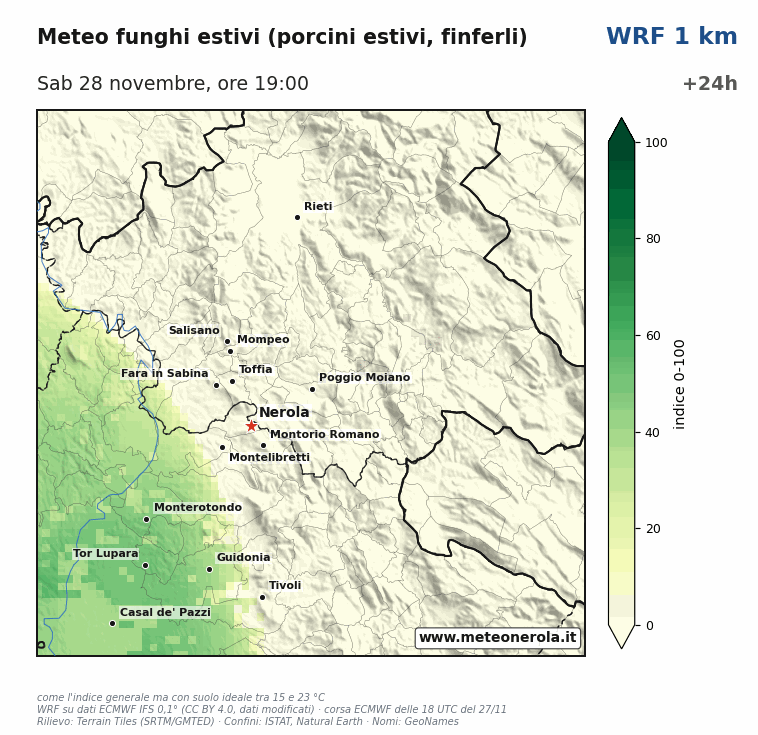 Meteo funghi estivi (porcini estivi, finferli)
WRF 1 km
Sab 28 novembre, ore 19:00
+24h
Rieti
Salisano
Mompeo
Fara in Sabina
Toffia
Poggio Moiano
Nerola
Montorio Romano
Montelibretti
Monterotondo
Tor Lupara
Guidonia
Tivoli
Casal de' Pazzi
www.meteonerola.it
100
80
60
40
20
0
indice 0-100
come l'indice generale ma con suolo ideale tra 15 e 23 °C
WRF su dati ECMWF IFS 0,1° (CC BY 4.0, dati modificati) · corsa ECMWF delle 18 UTC del 27/11
Rilievo: Terrain Tiles (SRTM/GMTED) · Confini: ISTAT, Natural Earth · Nomi: GeoNames